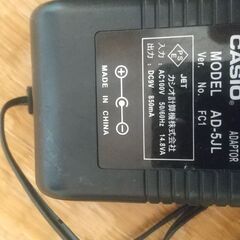 CASIO
ADAPTOR
MODEL AD-5JL
Ver. No. FC1
PSE
JET
カシオ計算機株式会社
入力：AC100V 50/60Hz 14.8VA
出力：DC9V 850mA
MADE IN CHINA